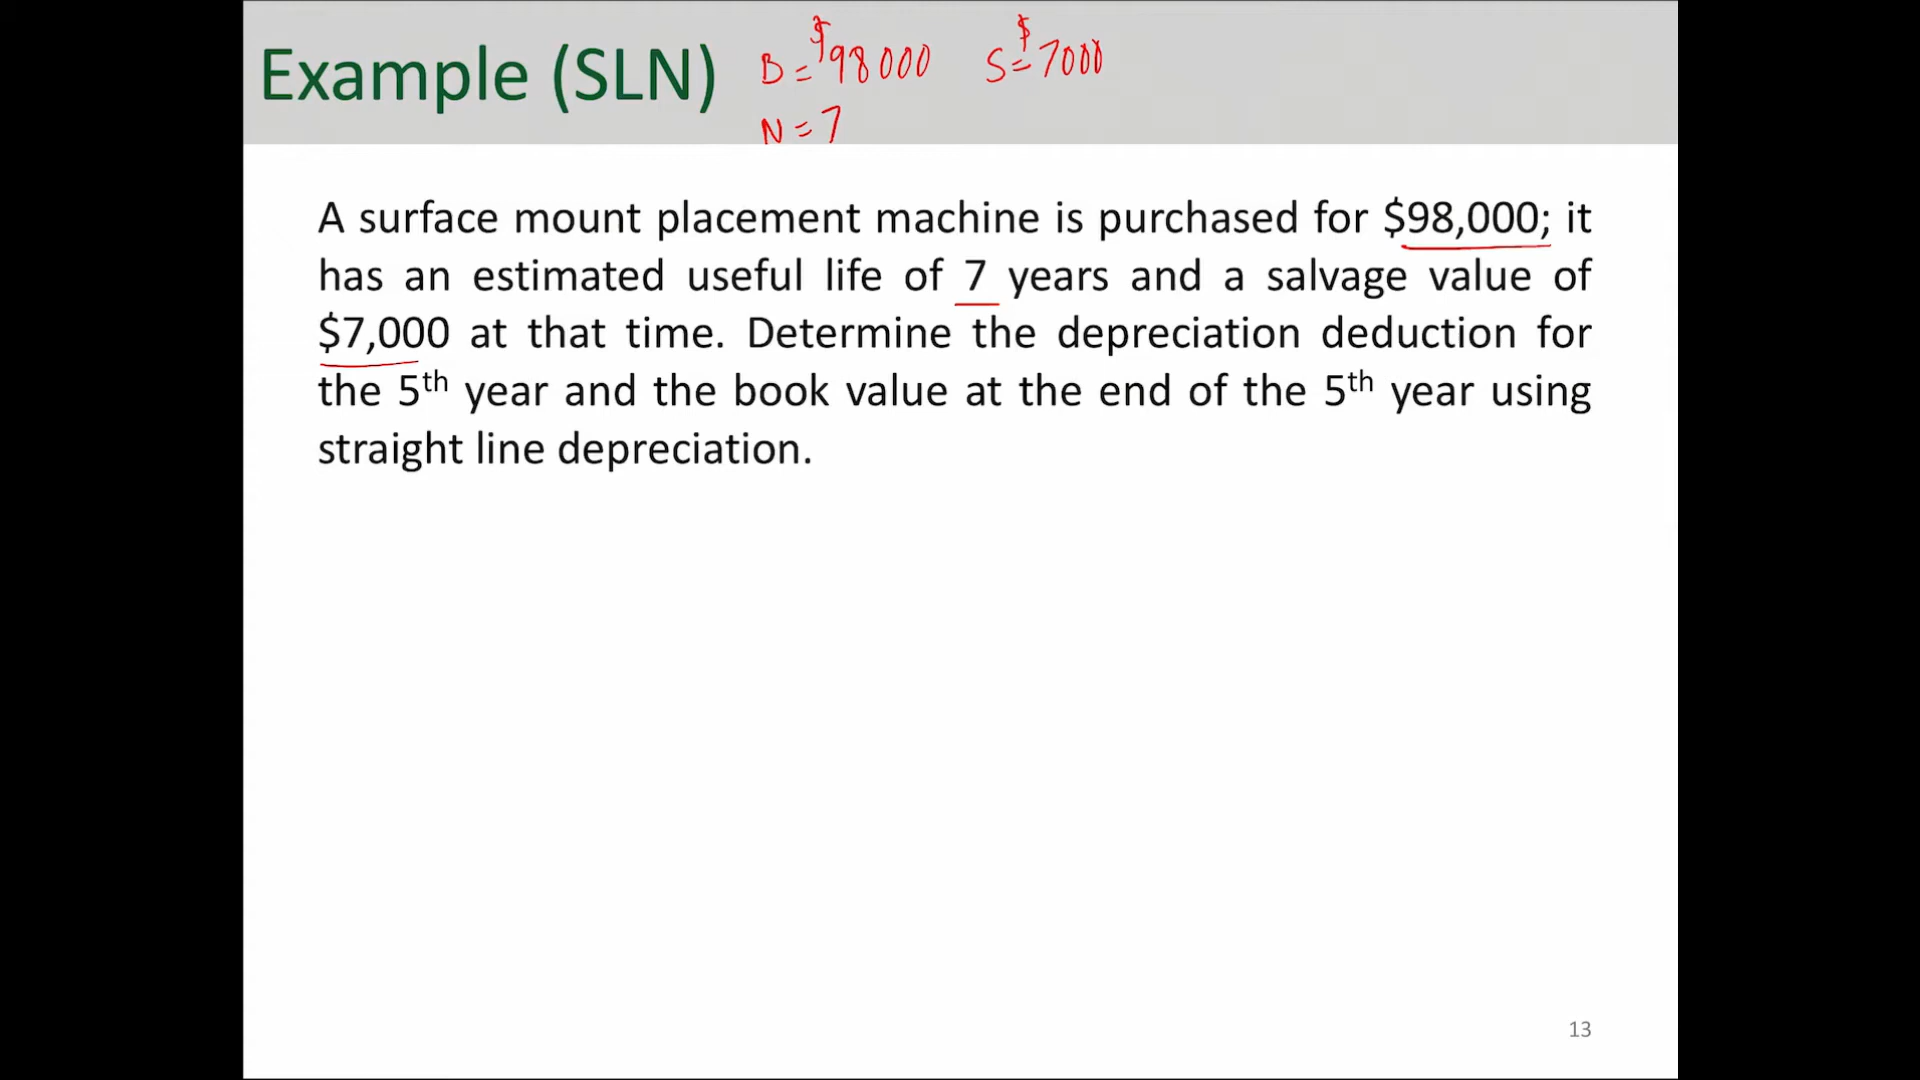 Example (SLN) B = $98000 S = $7000
N = 7
A surface mount placement machine is purchased for $98,000; it
has an estimated useful life of 7 years and a salvage value of
$7,000 at that time. Determine the depreciation deduction for
the 5th year and the book value at the end of the 5th year using
straight line depreciation.
13